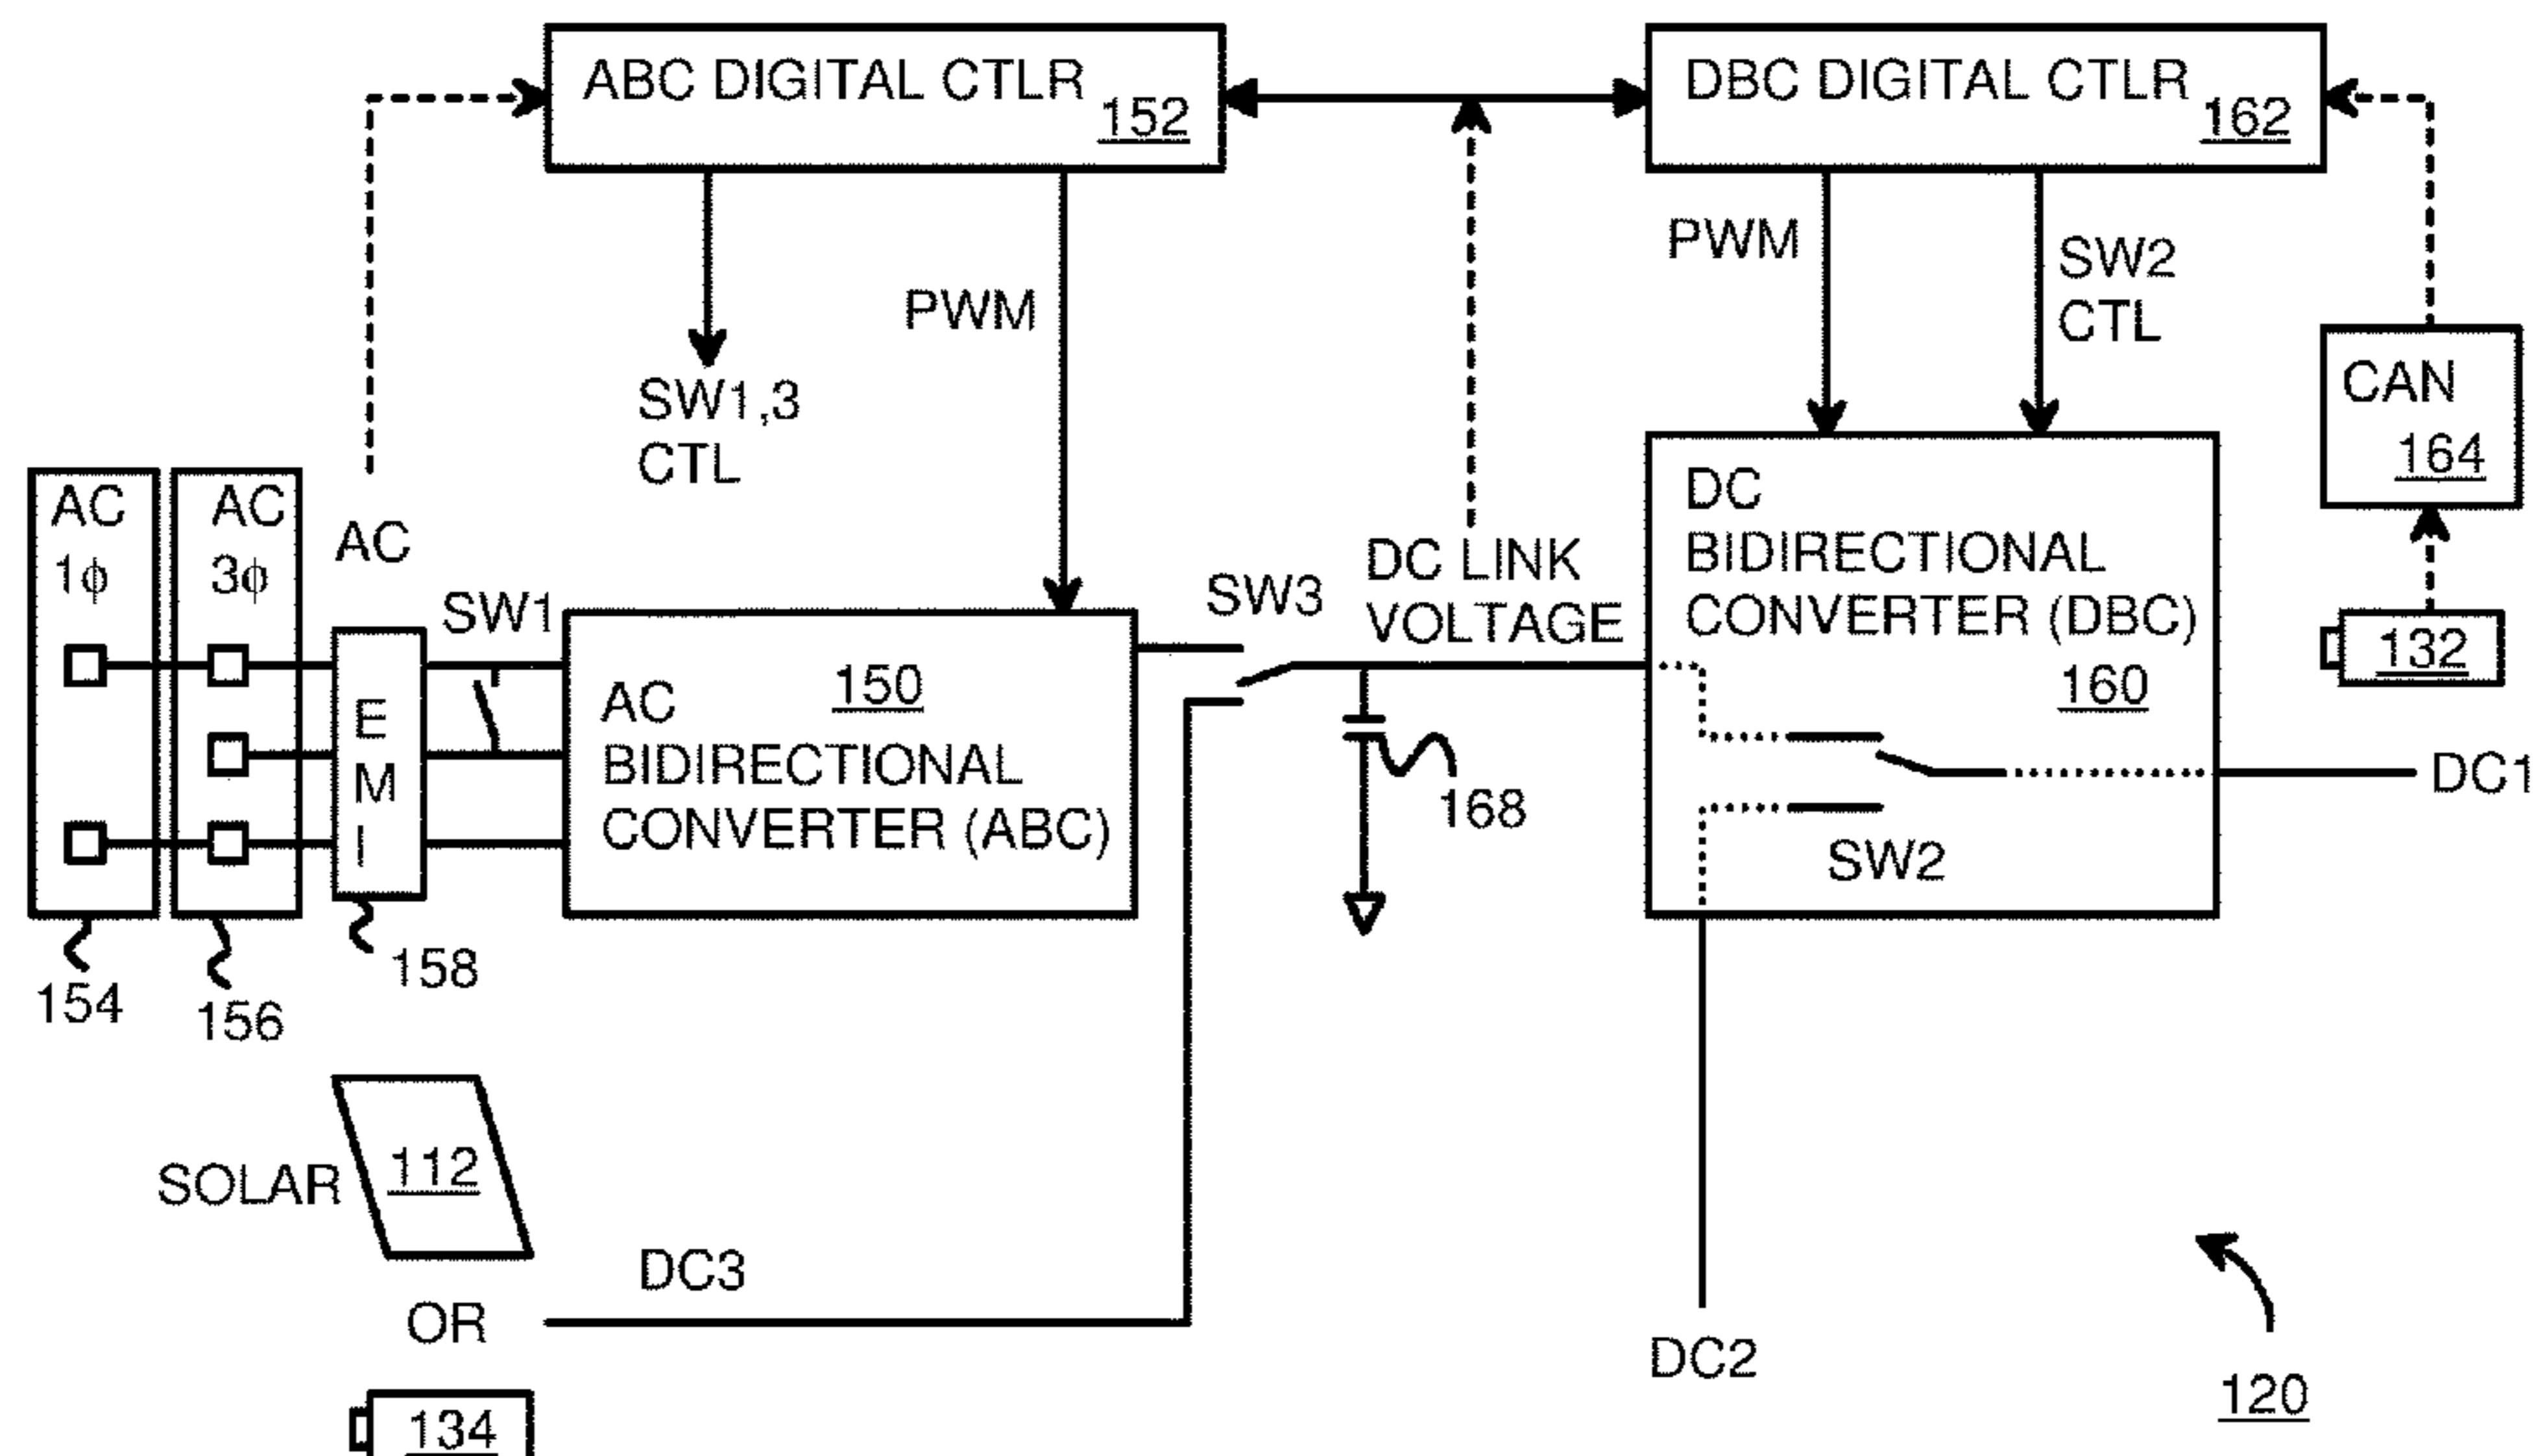 ABC DIGITAL CTLR
152
DBC DIGITAL CTLR
162
PWM
SW2
CTL
PWM
SW1,3
CTL
CAN
164
AC
1ϕ
AC
3ϕ
AC
SW1
E
M
I
150
AC
BIDIRECTIONAL
CONVERTER (ABC)
SW3
DC LINK
VOLTAGE
168
DC
BIDIRECTIONAL
CONVERTER (DBC)
160
SW2
132
DC1
154
156
158
SOLAR
112
OR
134
DC3
DC2
120